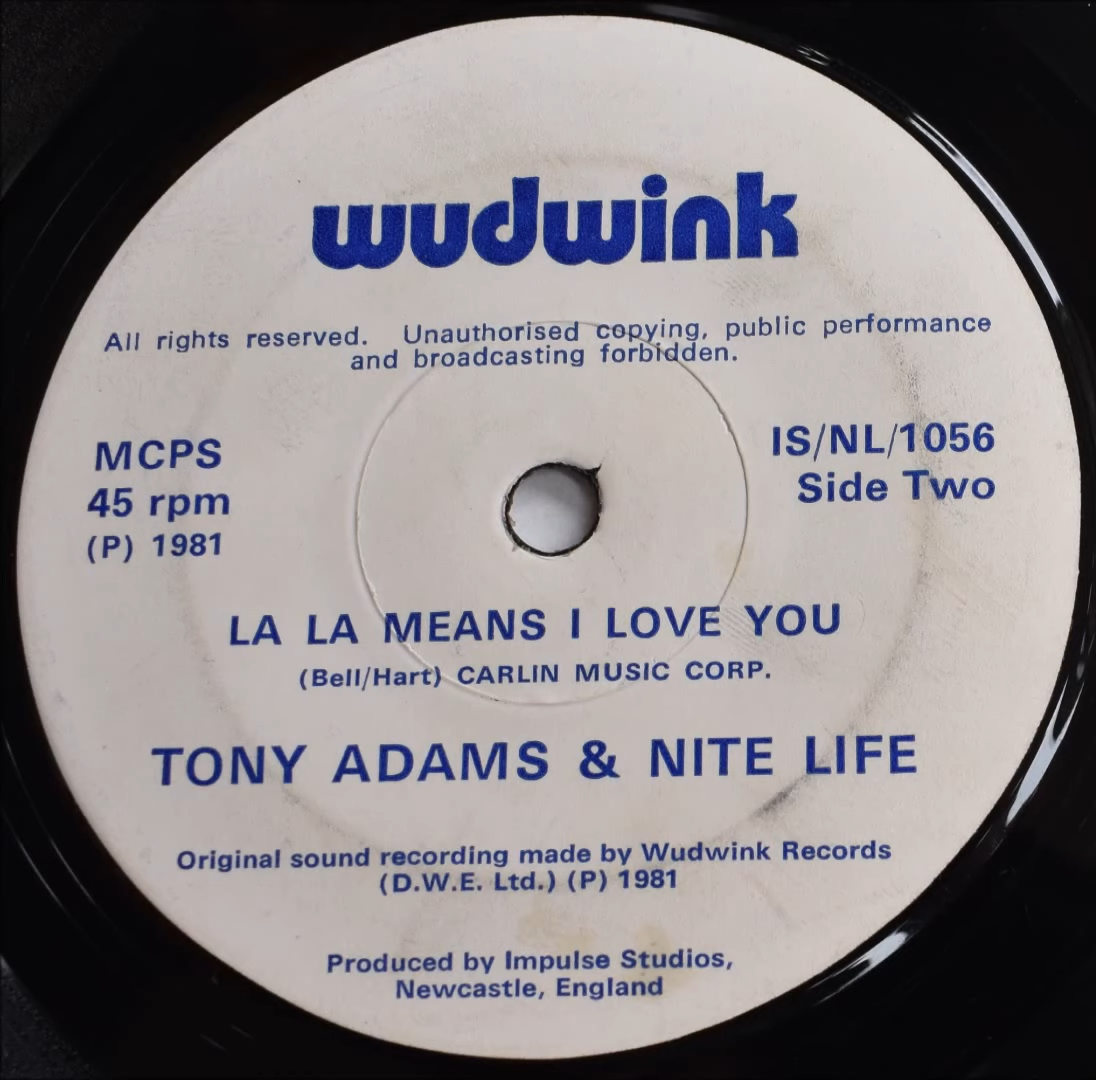 wudwink
All rights reserved. Unauthorised copying, public performance
and broadcasting forbidden.
MCPS
45 rpm
(P) 1981
IS/NL/1056
Side Two
LA LA MEANS I LOVE YOU
(Bell/Hart) CARLIN MUSIC CORP.
TONY ADAMS & NITE LIFE
Original sound recording made by Wudwink Records
(D.W.E. Ltd.) (P) 1981
Produced by Impulse Studios,
Newcastle, England